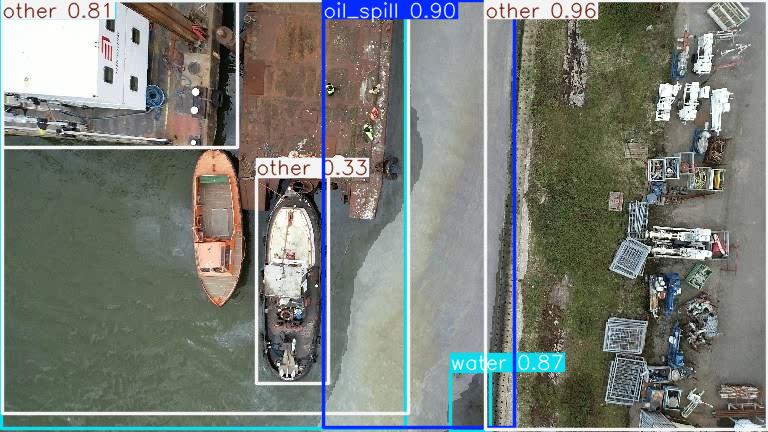 other 0.81
oil_spill 0.90
other 0.96
other 0.33
water 0.87